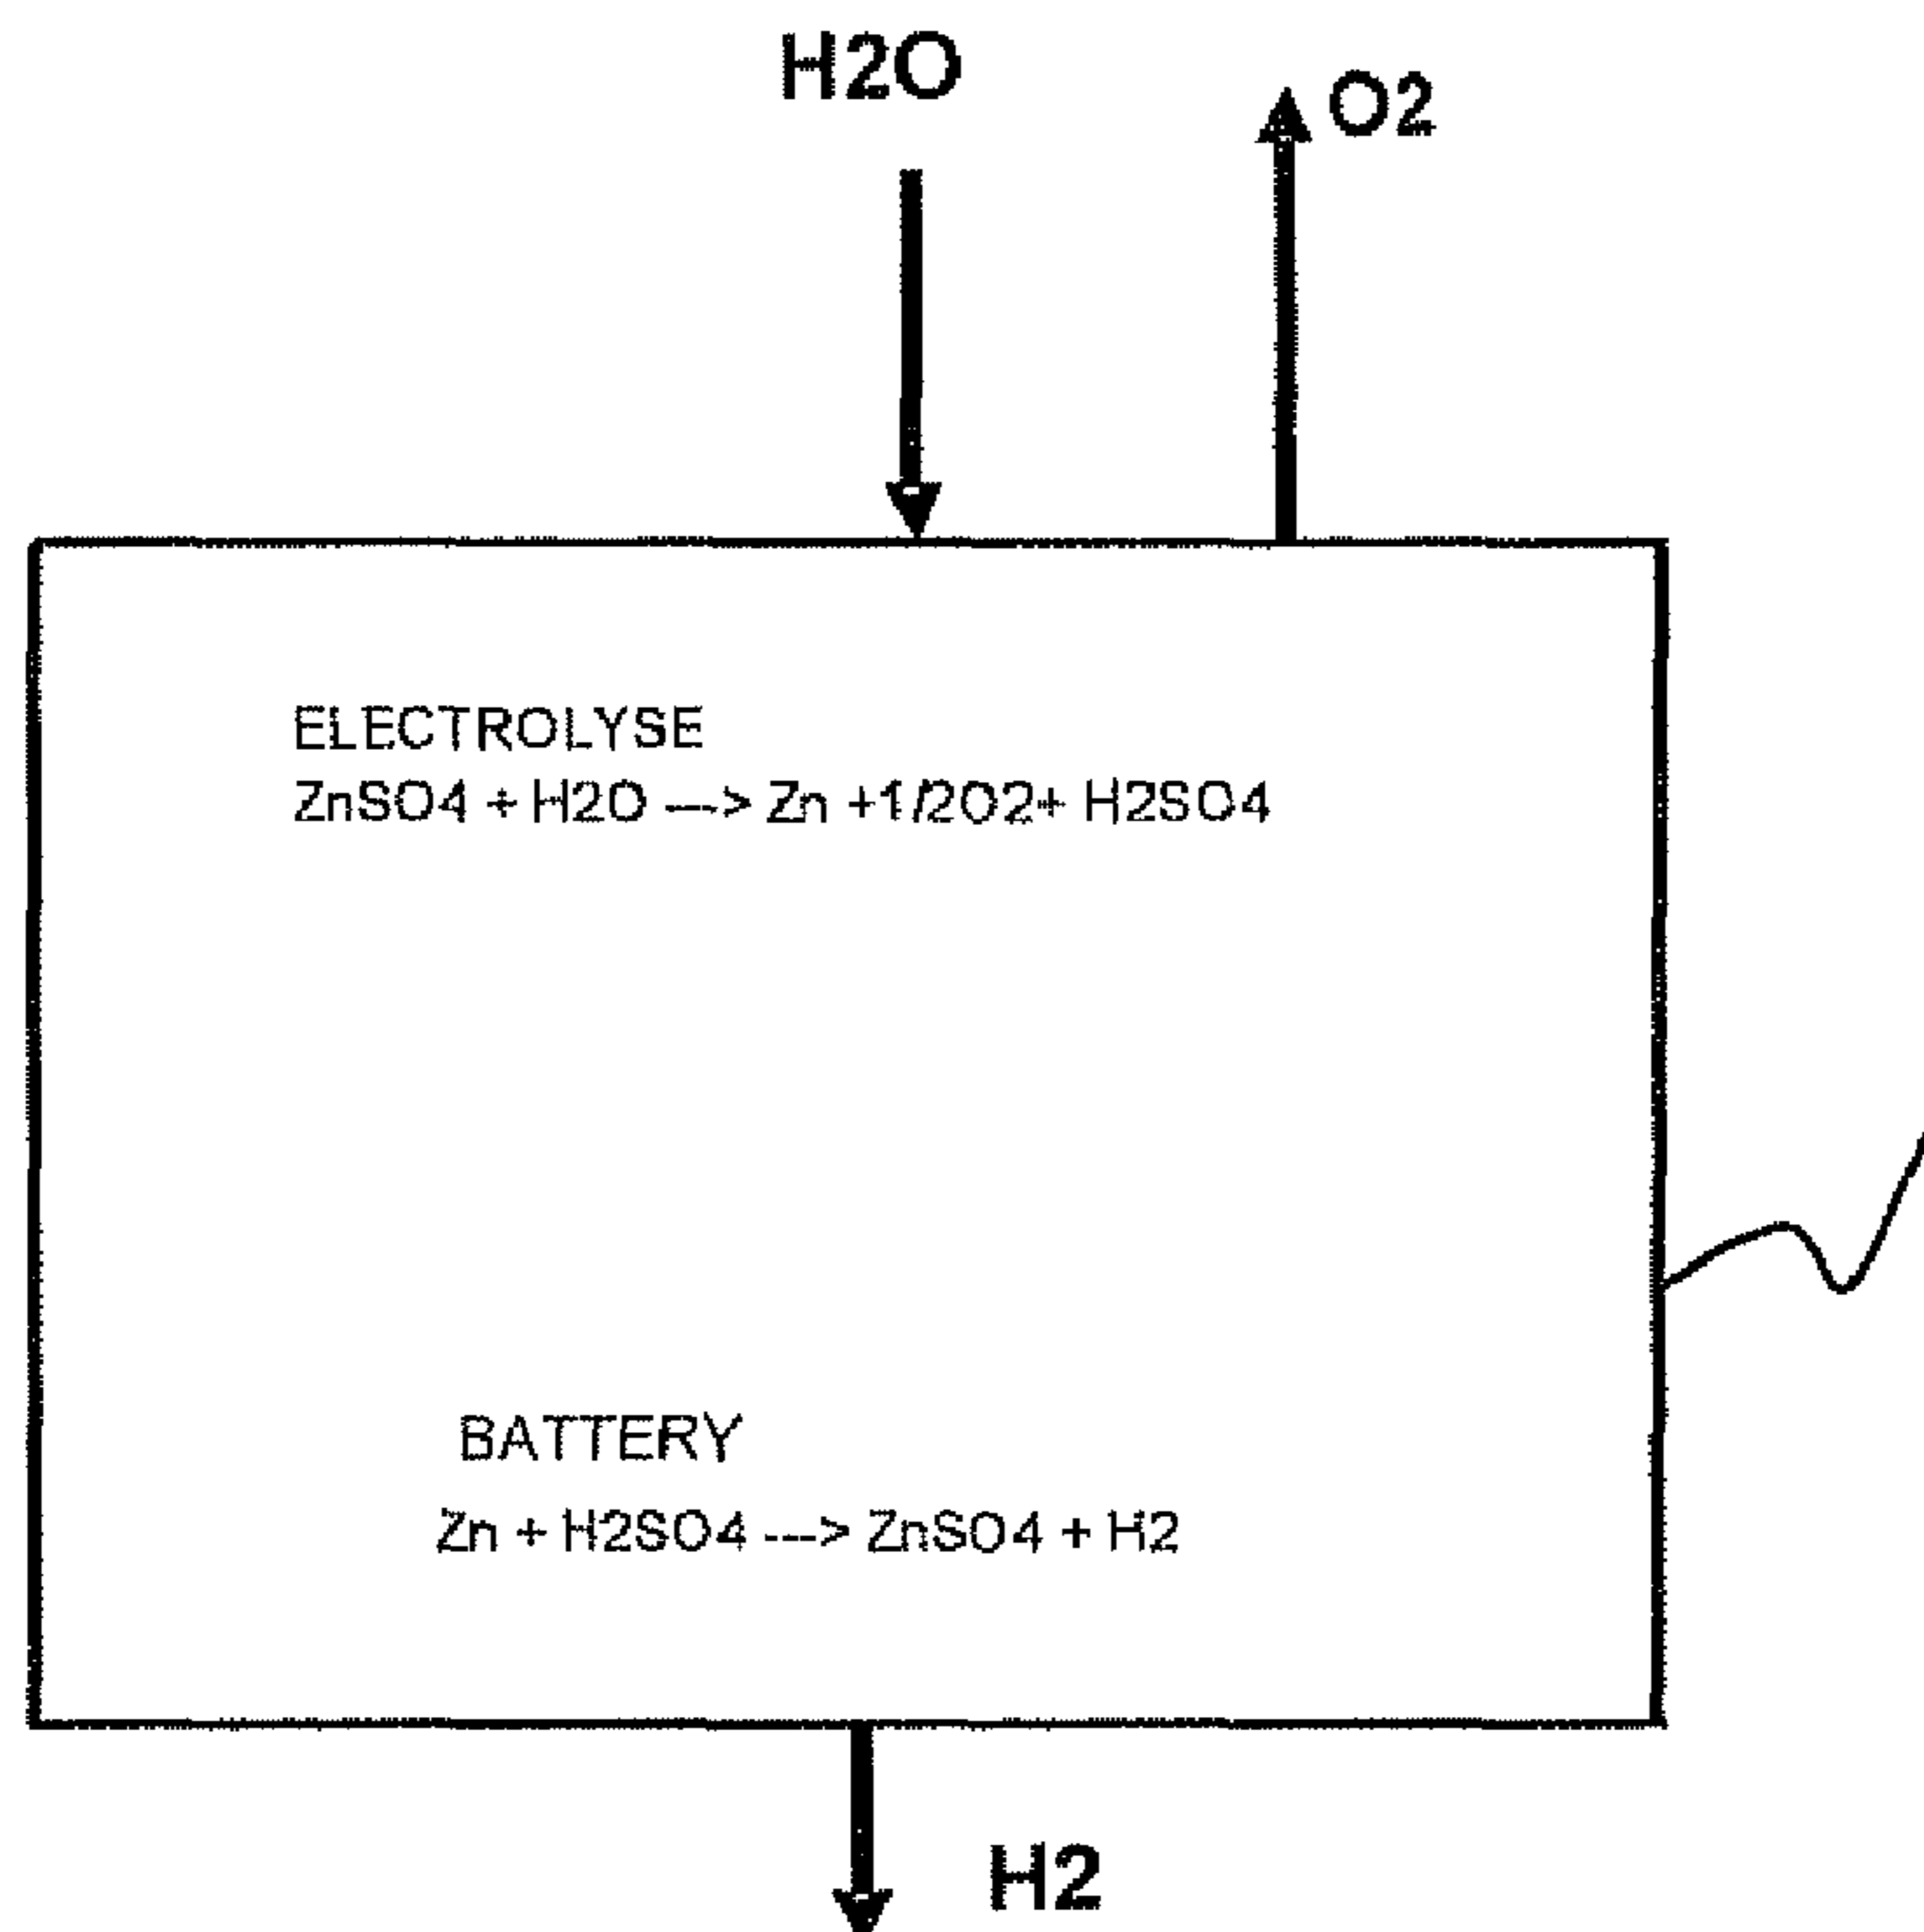 H2O
O2
ELECTROLYSE
ZnSO4 + H2O ---> Zn +1/2O2+ H2SO4
BATTERY
Zn + H2SO4 ---> ZnSO4 + H2
H2